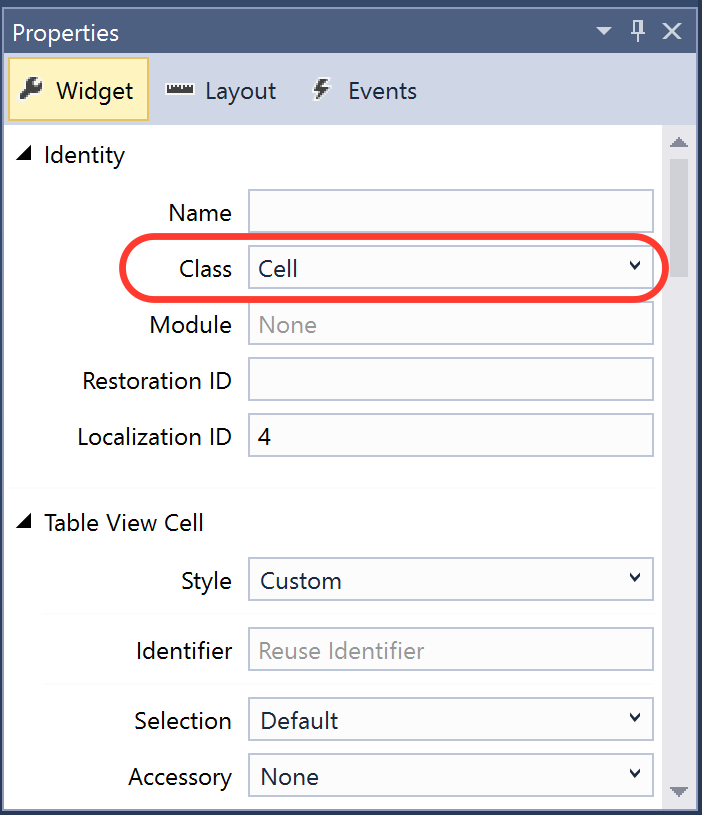 Properties
Widget Layout Events
Identity
Name
Class Cell
Module None
Restoration ID
Localization ID 4
Table View Cell
Style Custom
Identifier Reuse Identifier
Selection Default
Accessory None